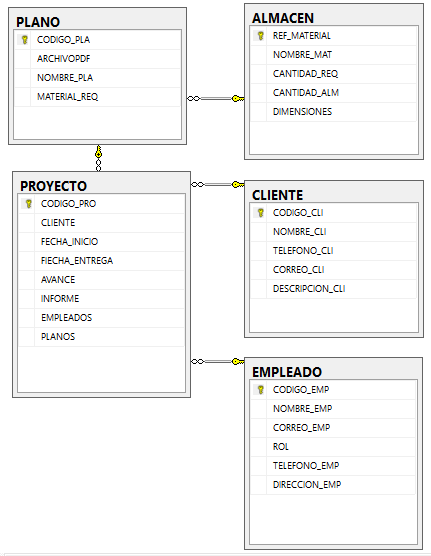 PLANO
CODIGO_PLA
ARCHIVOPDF
NOMBRE_PLA
MATERIAL_REQ
ALMACEN
REF_MATERIAL
NOMBRE_MAT
CANTIDAD_REQ
CANTIDAD_ALM
DIMENSIONES
PROYECTO
CODIGO_PRO
CLIENTE
FECHA_INICIO
FIECHA_ENTREGA
AVANCE
INFORME
EMPLEADOS
PLANOS
CLIENTE
CODIGO_CLI
NOMBRE_CLI
TELEFONO_CLI
CORREO_CLI
DESCRIPCION_CLI
EMPLEADO
CODIGO_EMP
NOMBRE_EMP
CORREO_EMP
ROL
TELEFONO_EMP
DIRECCION_EMP